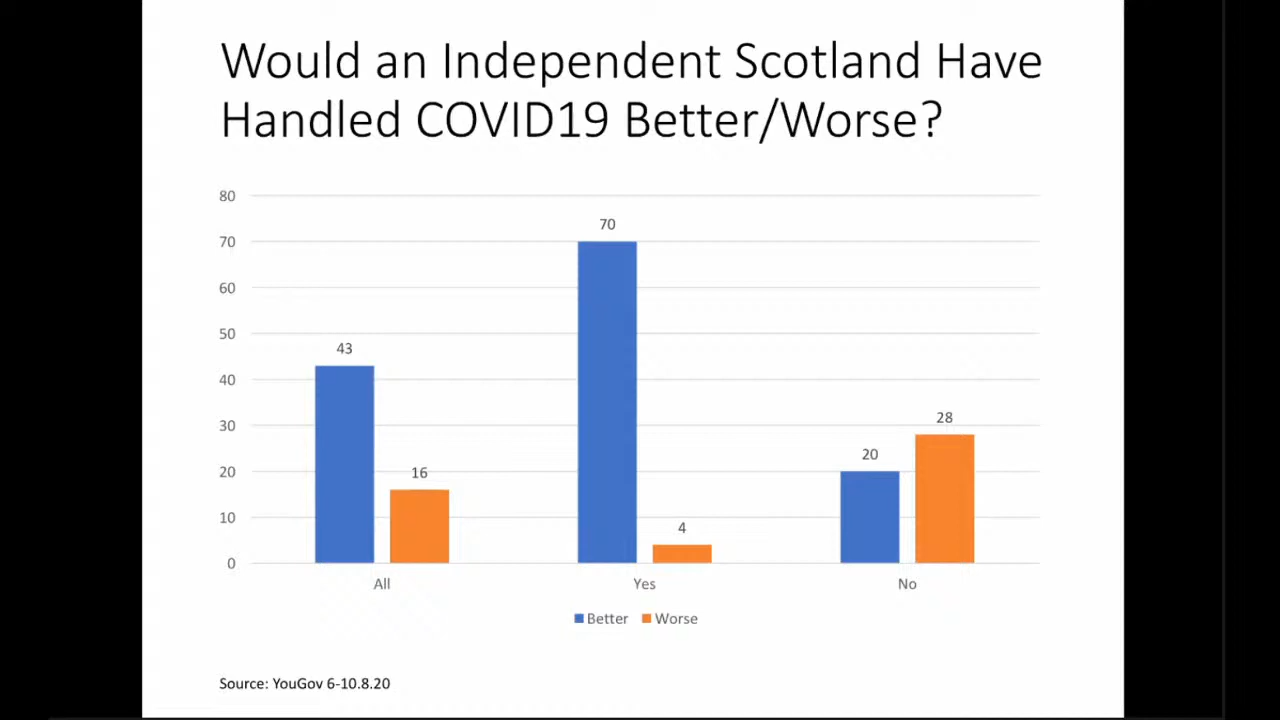 Would an Independent Scotland Have
Handled COVID19 Better/Worse?
80
70
60
50
40
30
20
10
0
43
16
70
4
20
28
All
Yes
No
Better
Worse
Source: YouGov 6-10.8.20